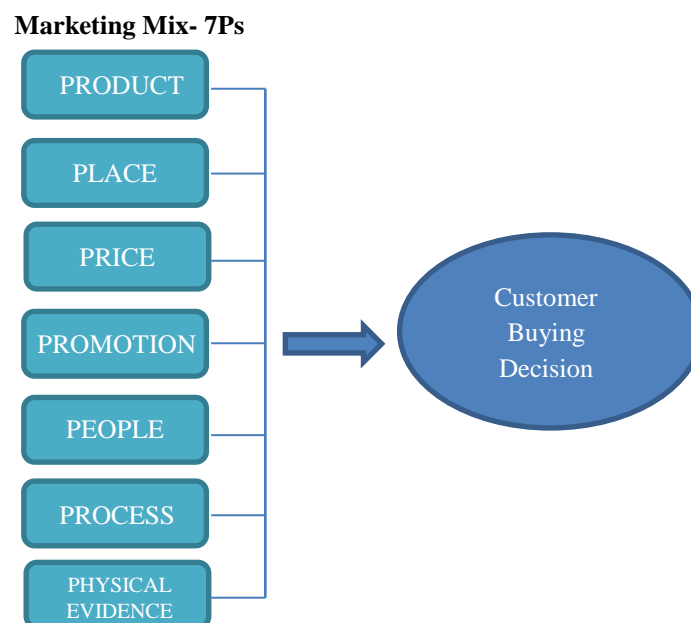 Marketing Mix- 7Ps
PRODUCT
PLACE
PRICE
PROMOTION
PEOPLE
PROCESS
PHYSICAL
EVIDENCE
Customer
Buying
Decision